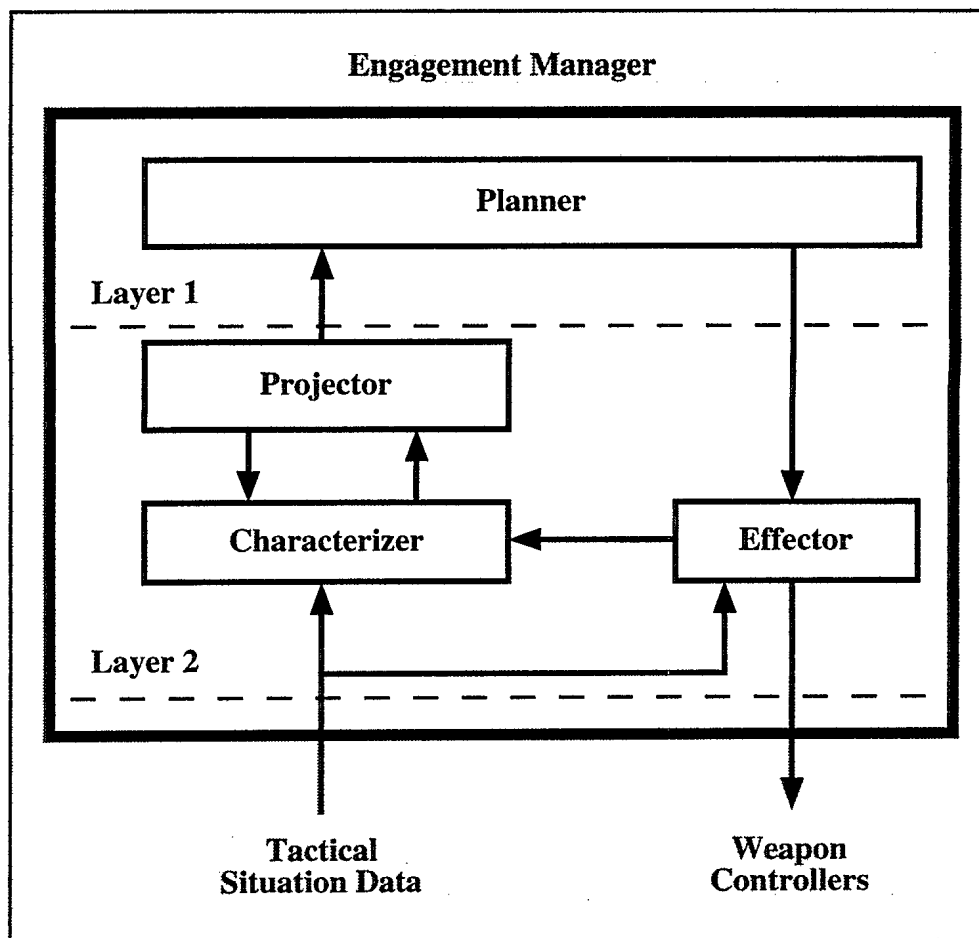 Engagement Manager
Planner
Layer 1
Projector
Characterizer
Effector
Layer 2
Tactical
Situation Data
Weapon
Controllers